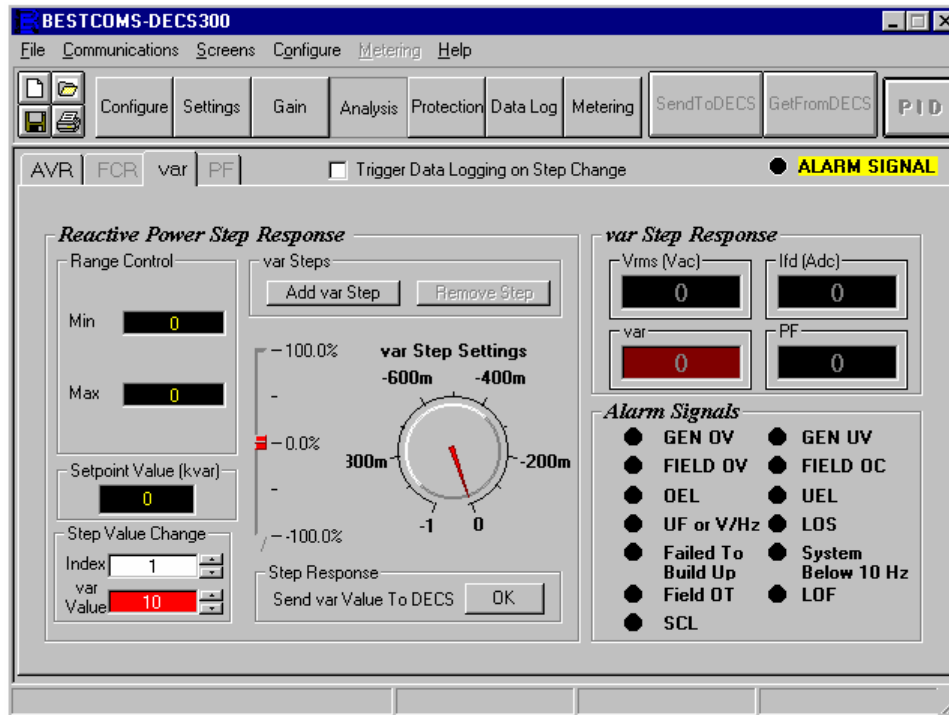 BESTCOMS-DECS300
File Communications Screens Configure Metering Help
Configure Settings Gain Analysis Protection Data Log Metering SendToDECS GetFromDECS PID
AVR FCR var PF Trigger Data Logging on Step Change ALARM SIGNAL
Reactive Power Step Response
Range Control
Min 0
Max 0
Setpoint Value (kvar)
0
Step Value Change
Index 1
var Value 10
var Steps
Add var Step Remove Step
100.0%
0.0%
-100.0%
var Step Settings
-600m -400m
300m -200m
-1 0
Step Response
Send var Value To DECS OK
var Step Response
Vrms (Vac) Ifd (Adc)
0 0
var PF
0 0
Alarm Signals
GEN OV GEN UV
FIELD OV FIELD OC
OEL UEL
UF or V/Hz LOS
Failed To Build Up System Below 10 Hz
Field OT LOF
SCL